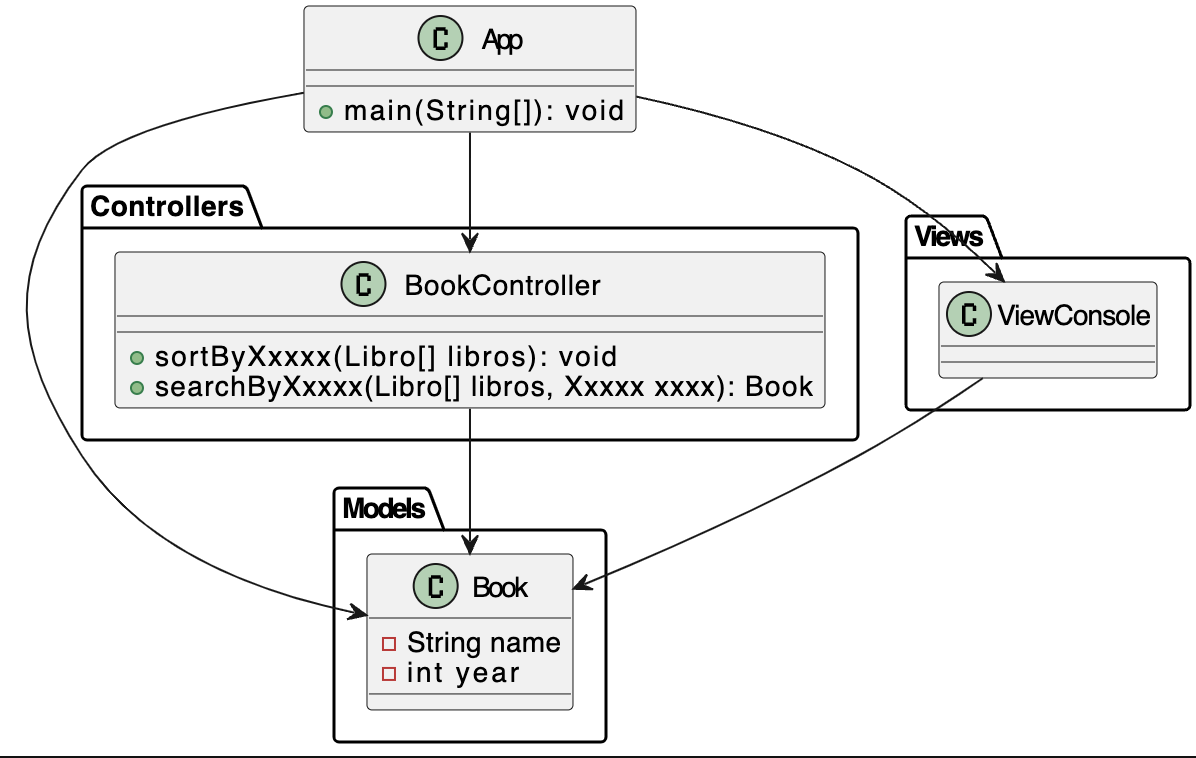 C App
main(String[]): void
Controllers
C BookController
sortByXxxxx(Libro[] libros): void
searchByXxxxx(Libro[] libros, Xxxxx xxxx): Book
Views
C ViewConsole
Models
C Book
String name
int year